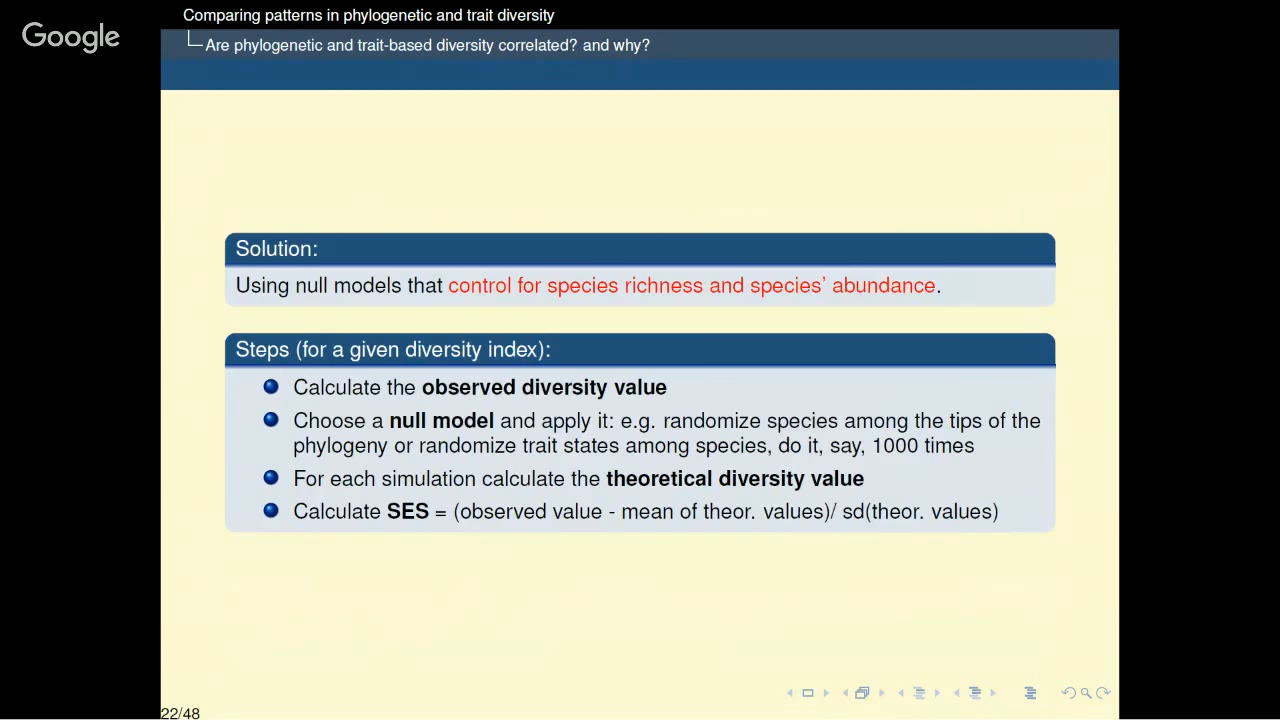 Google
Comparing patterns in phylogenetic and trait diversity
Are phylogenetic and trait-based diversity correlated? and why?
Solution:
Using null models that control for species richness and species' abundance.
Steps (for a given diversity index):
Calculate the observed diversity value
Choose a null model and apply it: e.g. randomize species among the tips of the
phylogeny or randomize trait states among species, do it, say, 1000 times
For each simulation calculate the theoretical diversity value
Calculate SES = (observed value - mean of theor. values)/ sd(theor. values)
22/48